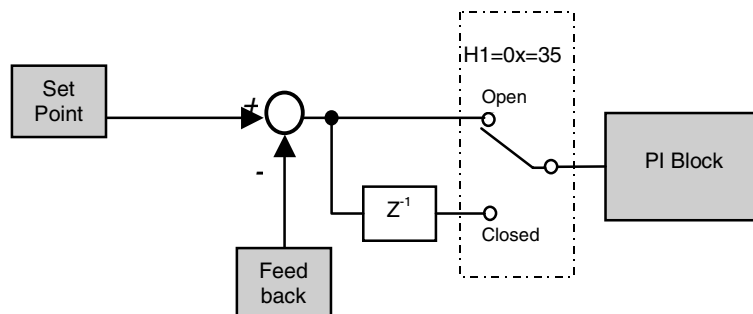 H1=0x=35
Set
Point
+
Open
PI Block
-
Z-1
Closed
Feed
back